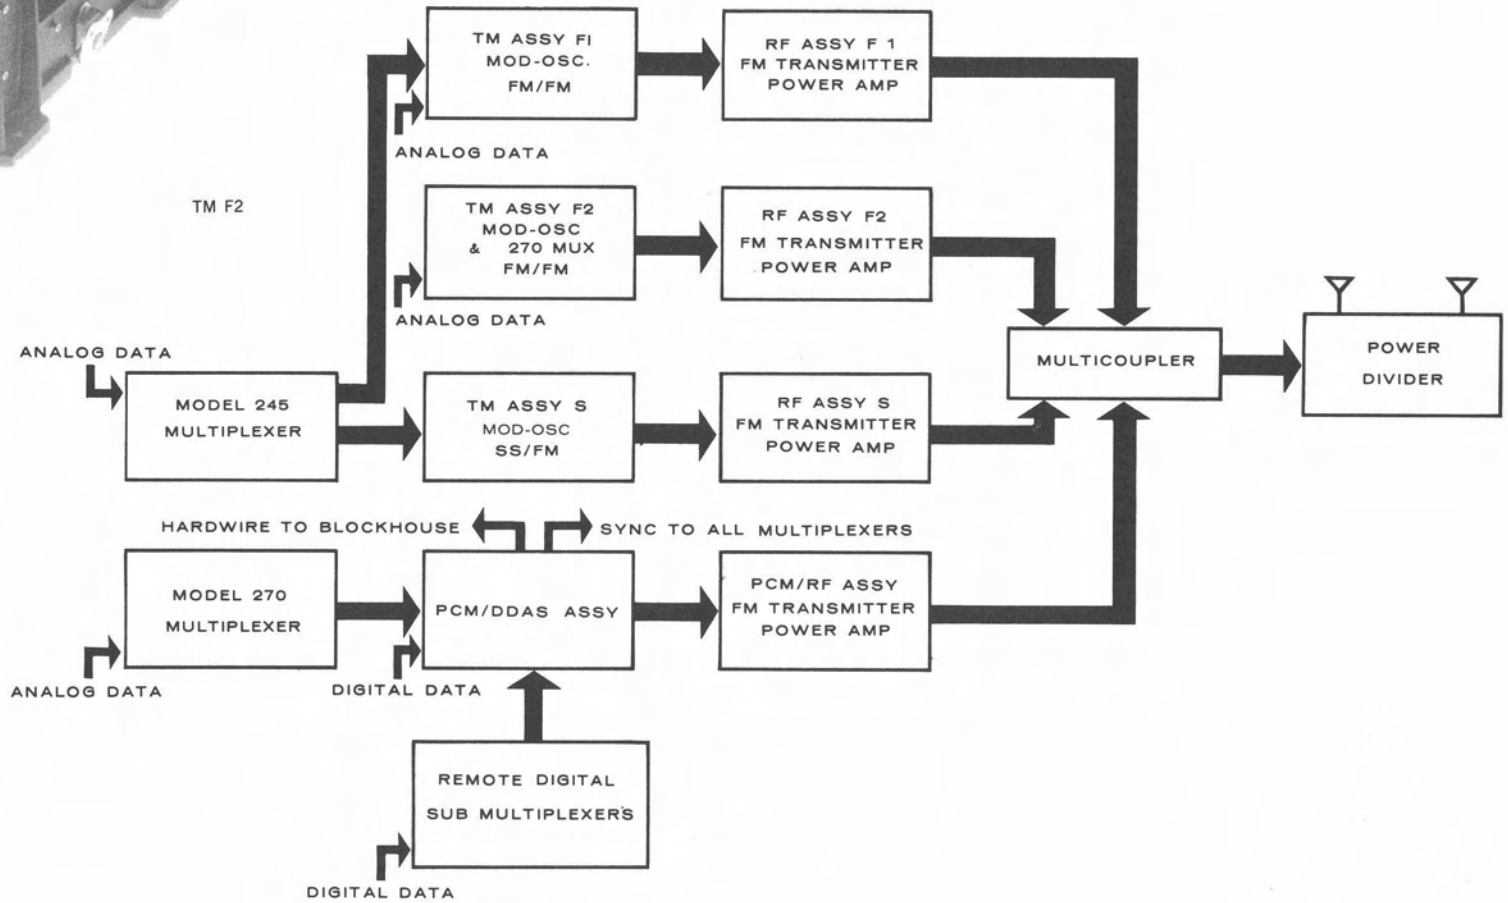 TM ASSY F1
MOD-OSC.
FM/FM
RF ASSY F 1
FM TRANSMITTER
POWER AMP
ANALOG DATA
TM F2
TM ASSY F2
MOD-OSC
& 270 MUX
FM/FM
RF ASSY F2
FM TRANSMITTER
POWER AMP
ANALOG DATA
ANALOG DATA
MODEL 245
MULTIPLEXER
TM ASSY S
MOD-OSC
SS/FM
RF ASSY S
FM TRANSMITTER
POWER AMP
MULTICOUPLER
POWER
DIVIDER
HARDWIRE TO BLOCKHOUSE
SYNC TO ALL MULTIPLEXERS
MODEL 270
MULTIPLEXER
PCM/DDAS ASSY
PCM/RF ASSY
FM TRANSMITTER
POWER AMP
ANALOG DATA
DIGITAL DATA
REMOTE DIGITAL
SUB MULTIPLEXERS
DIGITAL DATA